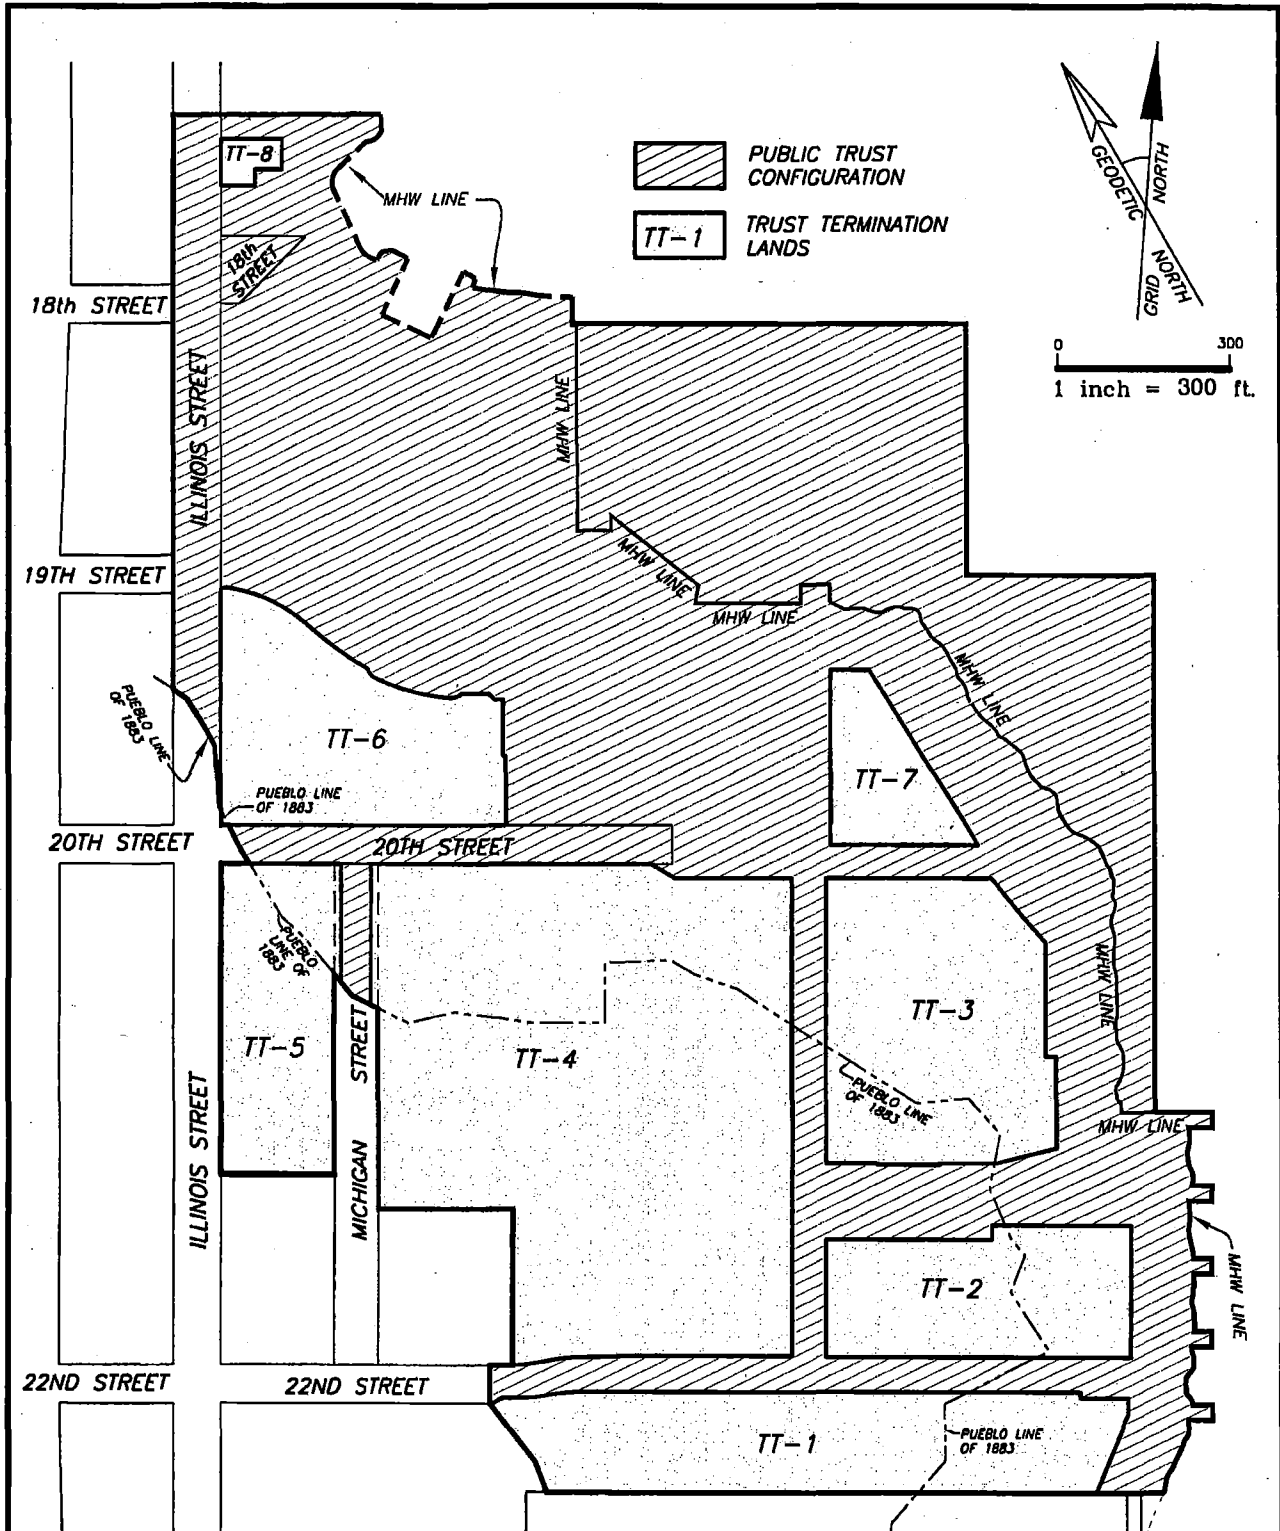 TT-8
MHW LINE
PUBLIC TRUST
CONFIGURATION
TT-1
TRUST TERMINATION
LANDS
GEODETIC
NORTH
NORTH
GRID
0 300
1 inch = 300 ft.
18th
STREET
18th STREET
ILLINOIS STREET
MHW LINE
19TH STREET
MHW LINE
MHW LINE
MHW LINE
PUEBLO LINE
OF 1883
TT-6
TT-7
PUEBLO LINE
OF 1883
20TH STREET
20TH STREET
PUEBLO
LINE OF
1883
MHW LINE
TT-3
TT-5
MICHIGAN STREET
TT-4
PUEBLO LINE
OF 1883
MHW LINE
ILLINOIS STREET
TT-2
MHW LINE
22ND STREET
22ND STREET
TT-1
PUEBLO LINE
OF 1883